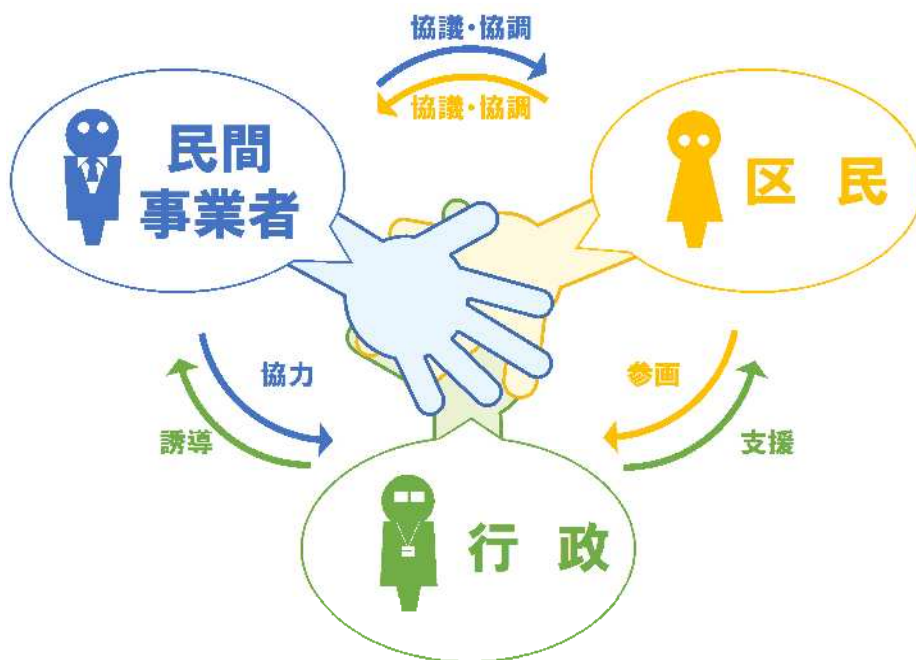 協議・協調
協議・協調
民間
事業者
区 民
協力
誘導
参画
支援
行 政